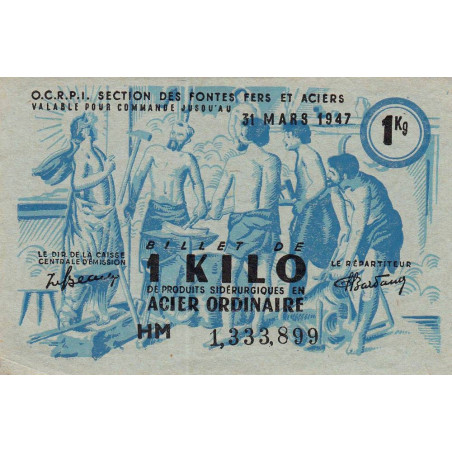 O.C.R.P.I. SECTION DES FONTES FERS ET ACIERS
VALABLE POUR COMMANDE JUSQU'AU
31 MARS 1947
1Kg
BILLET DE
1 KILO
DE PRODUITS SIDÉRURGIQUES EN
ACIER ORDINAIRE
LE DIR. DE LA CAISSE
CENTRALE D'ÉMISSION
LE RÉPARTITEUR
HM 1,333,899